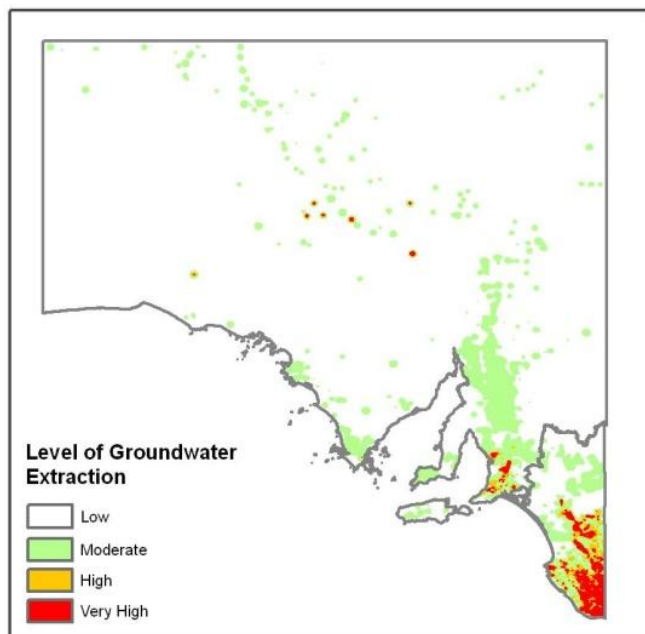 Level of Groundwater
Extraction
Low
Moderate
High
Very High